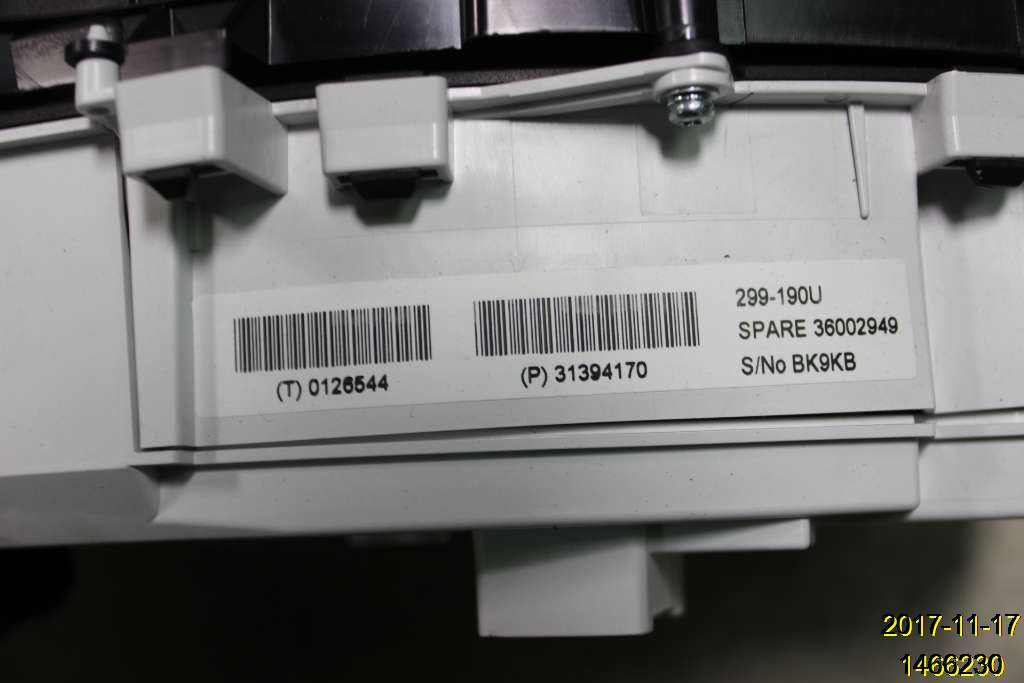 299-190U
SPARE 36002949
S/No BK9KB
(T) 0126544
(P) 31394170
2017-11-17
1466230